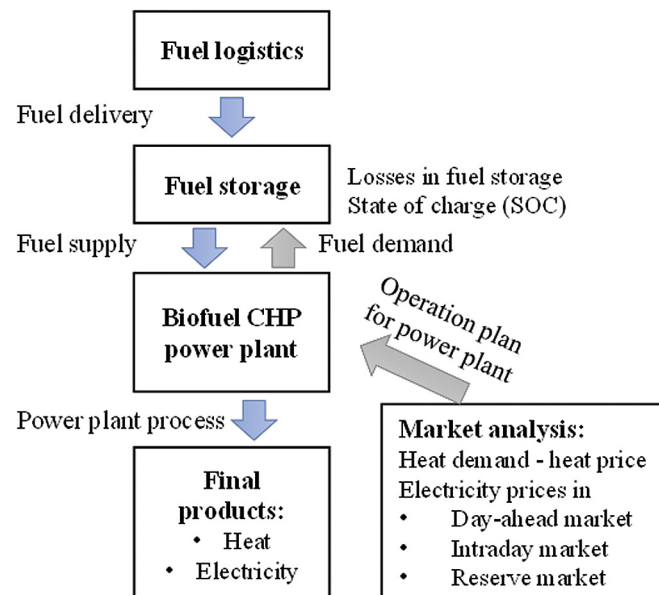 Fuel logistics
Fuel delivery
Fuel storage
Losses in fuel storage
State of charge (SOC)
Fuel supply
Fuel demand
Biofuel CHP
power plant
Operation plan
for power plant
Power plant process
Final
products:
• Heat
• Electricity
Market analysis:
Heat demand - heat price
Electricity prices in
• Day-ahead market
• Intraday market
• Reserve market